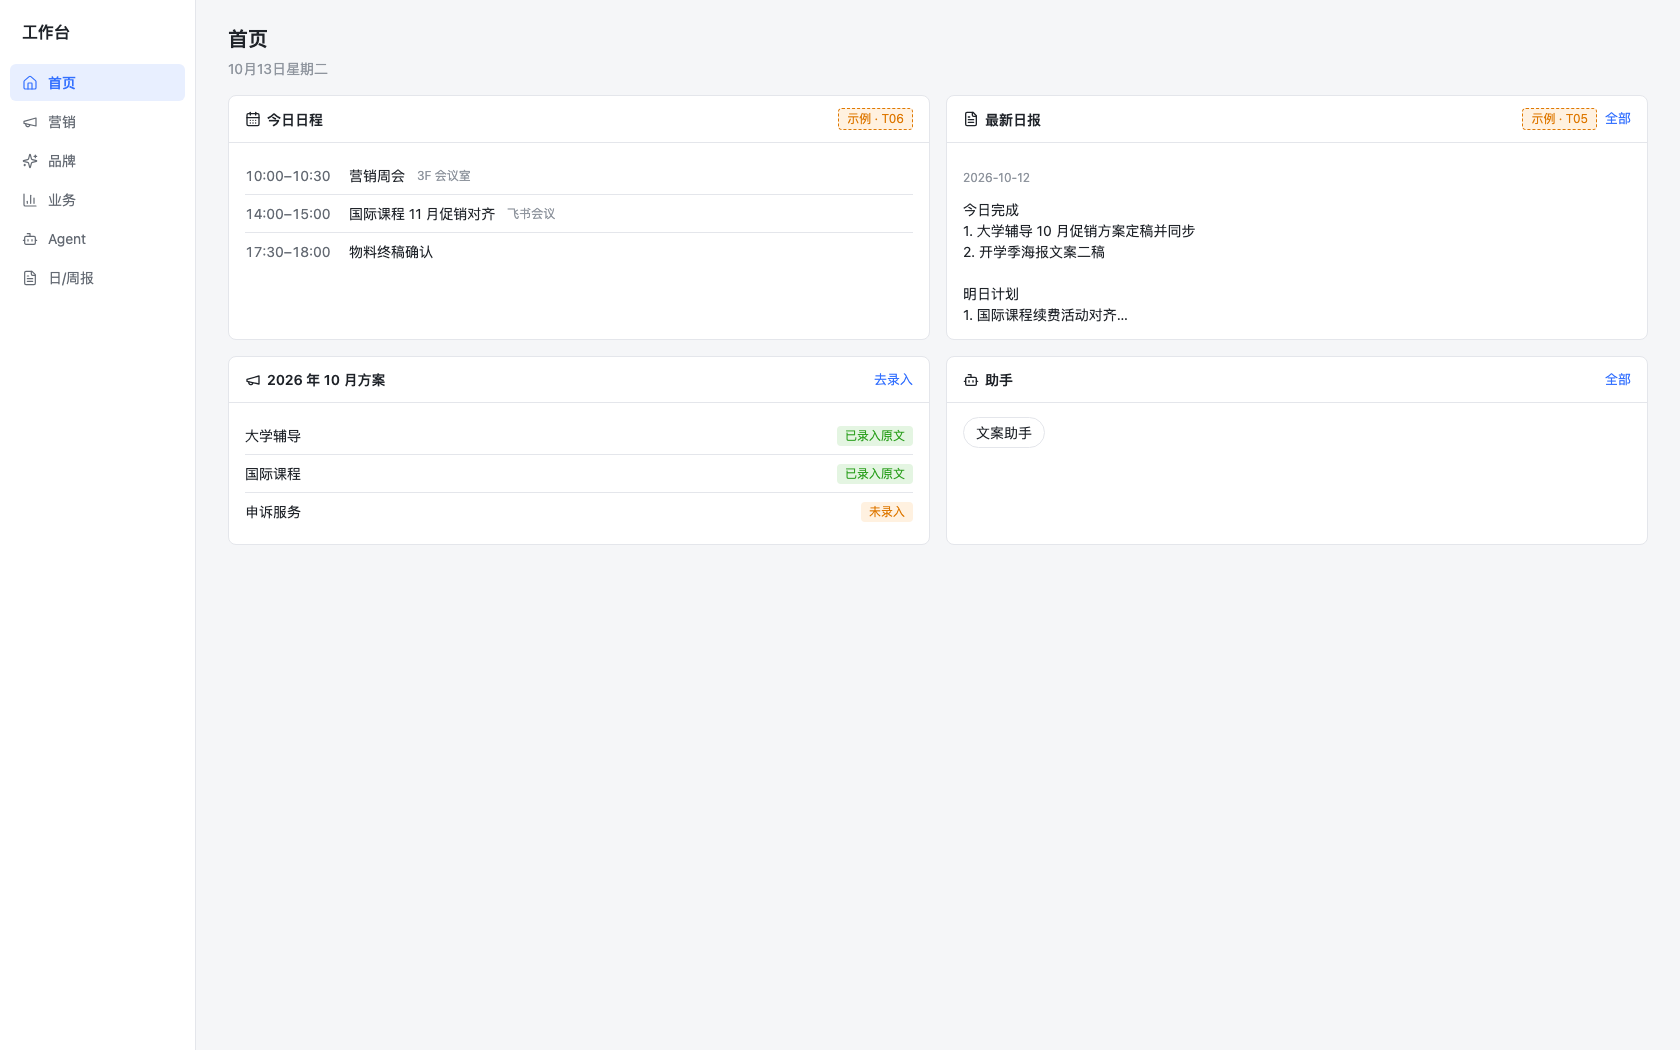 工作台
首页
营销
品牌
业务
Agent
日/周报
首页
10月13日星期二
今日日程
示例 · T06
10:00–10:30 营销周会 3F 会议室
14:00–15:00 国际课程 11 月促销对齐 飞书会议
17:30–18:00 物料终稿确认
最新日报
示例 · T05 全部
2026-10-12
今日完成
1. 大学辅导 10 月促销方案定稿并同步
2. 开学季海报文案二稿
明日计划
1. 国际课程续费活动对齐...
2026 年 10 月方案
去录入
大学辅导 已录入原文
国际课程 已录入原文
申诉服务 未录入
助手
全部
文案助手